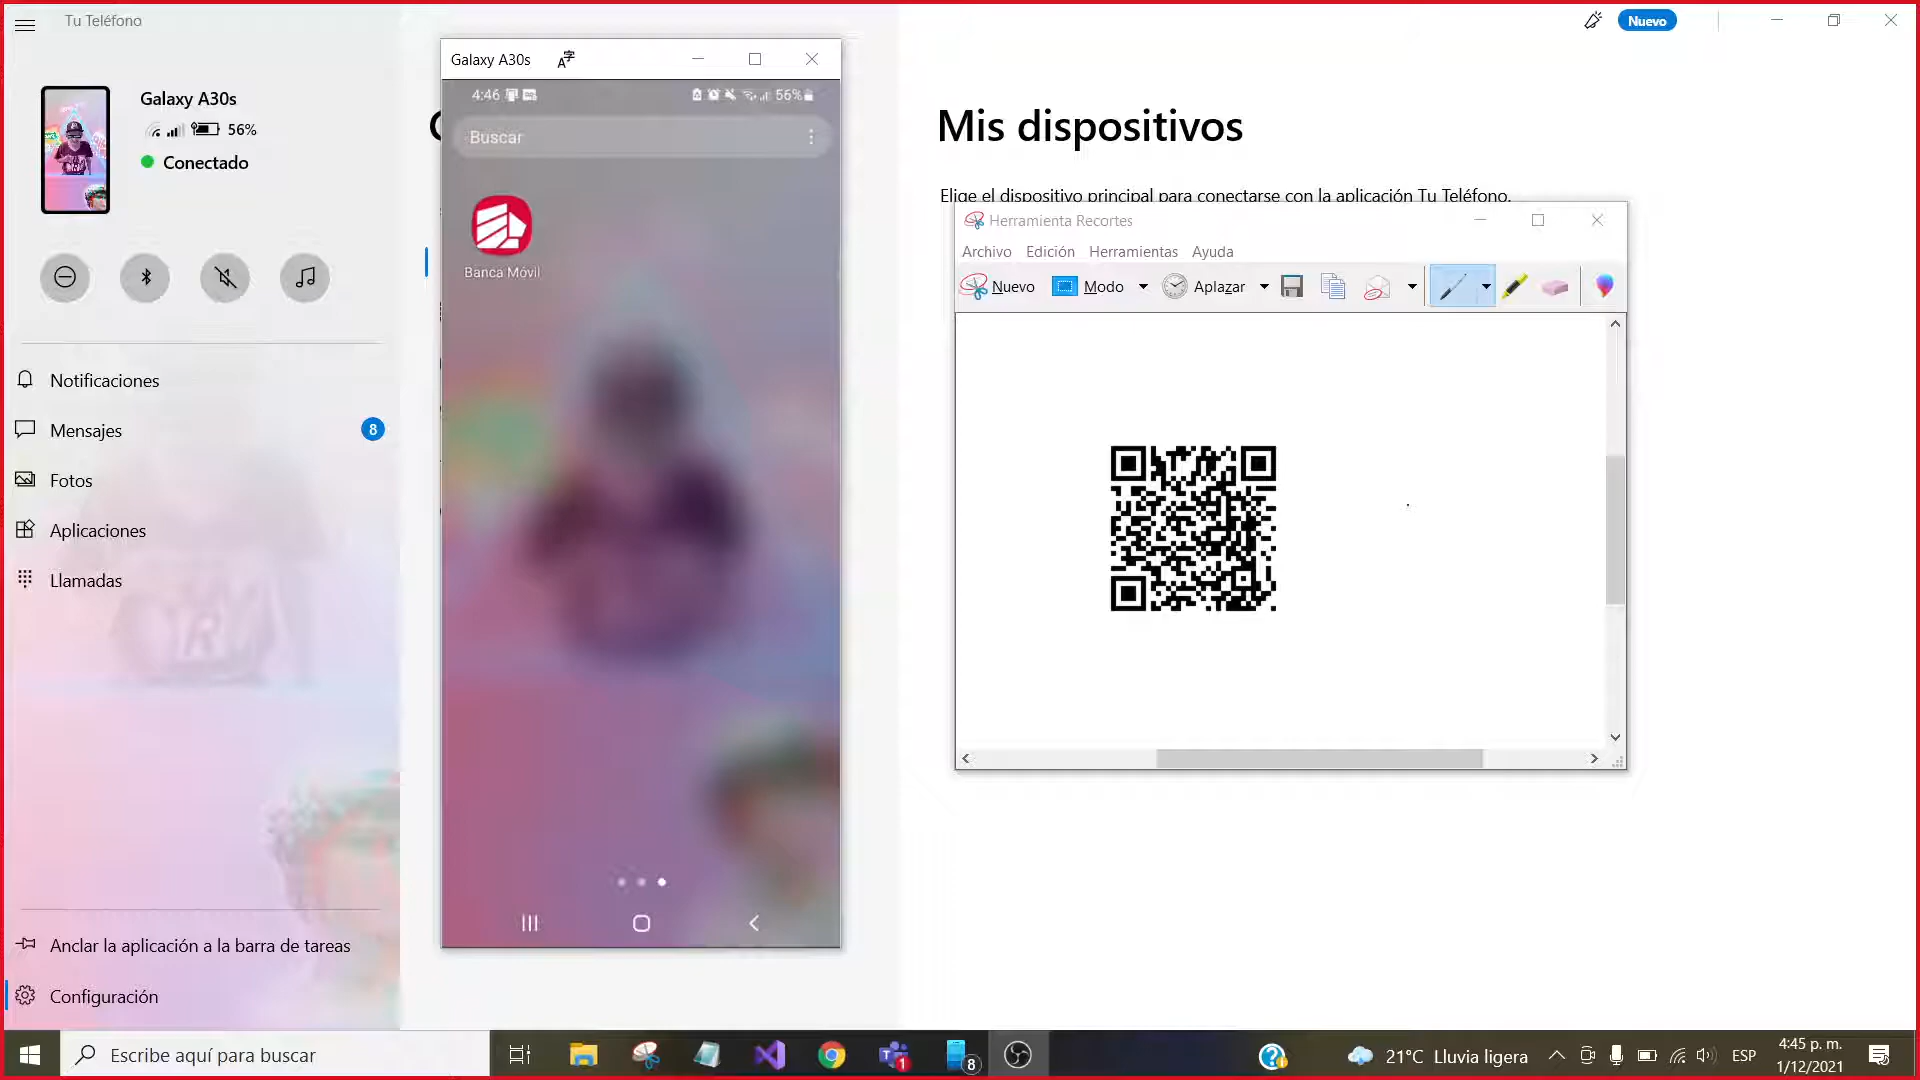 Tu Teléfono
Nuevo
Galaxy A30s
56%
Conectado
Notificaciones
Mensajes
8
Fotos
Aplicaciones
Llamadas
Anclar la aplicación a la barra de tareas
Configuración
Galaxy A30s
4:46
56%
Buscar
Banca Móvil
Mis dispositivos
Elige el dispositivo principal para conectarse con la aplicación Tu Teléfono.
Herramienta Recortes
Archivo Edición Herramientas Ayuda
Nuevo Modo Aplazar
Escribe aquí para buscar
1
8
21°C Lluvia ligera
ESP
4:45 p. m.
1/12/2021